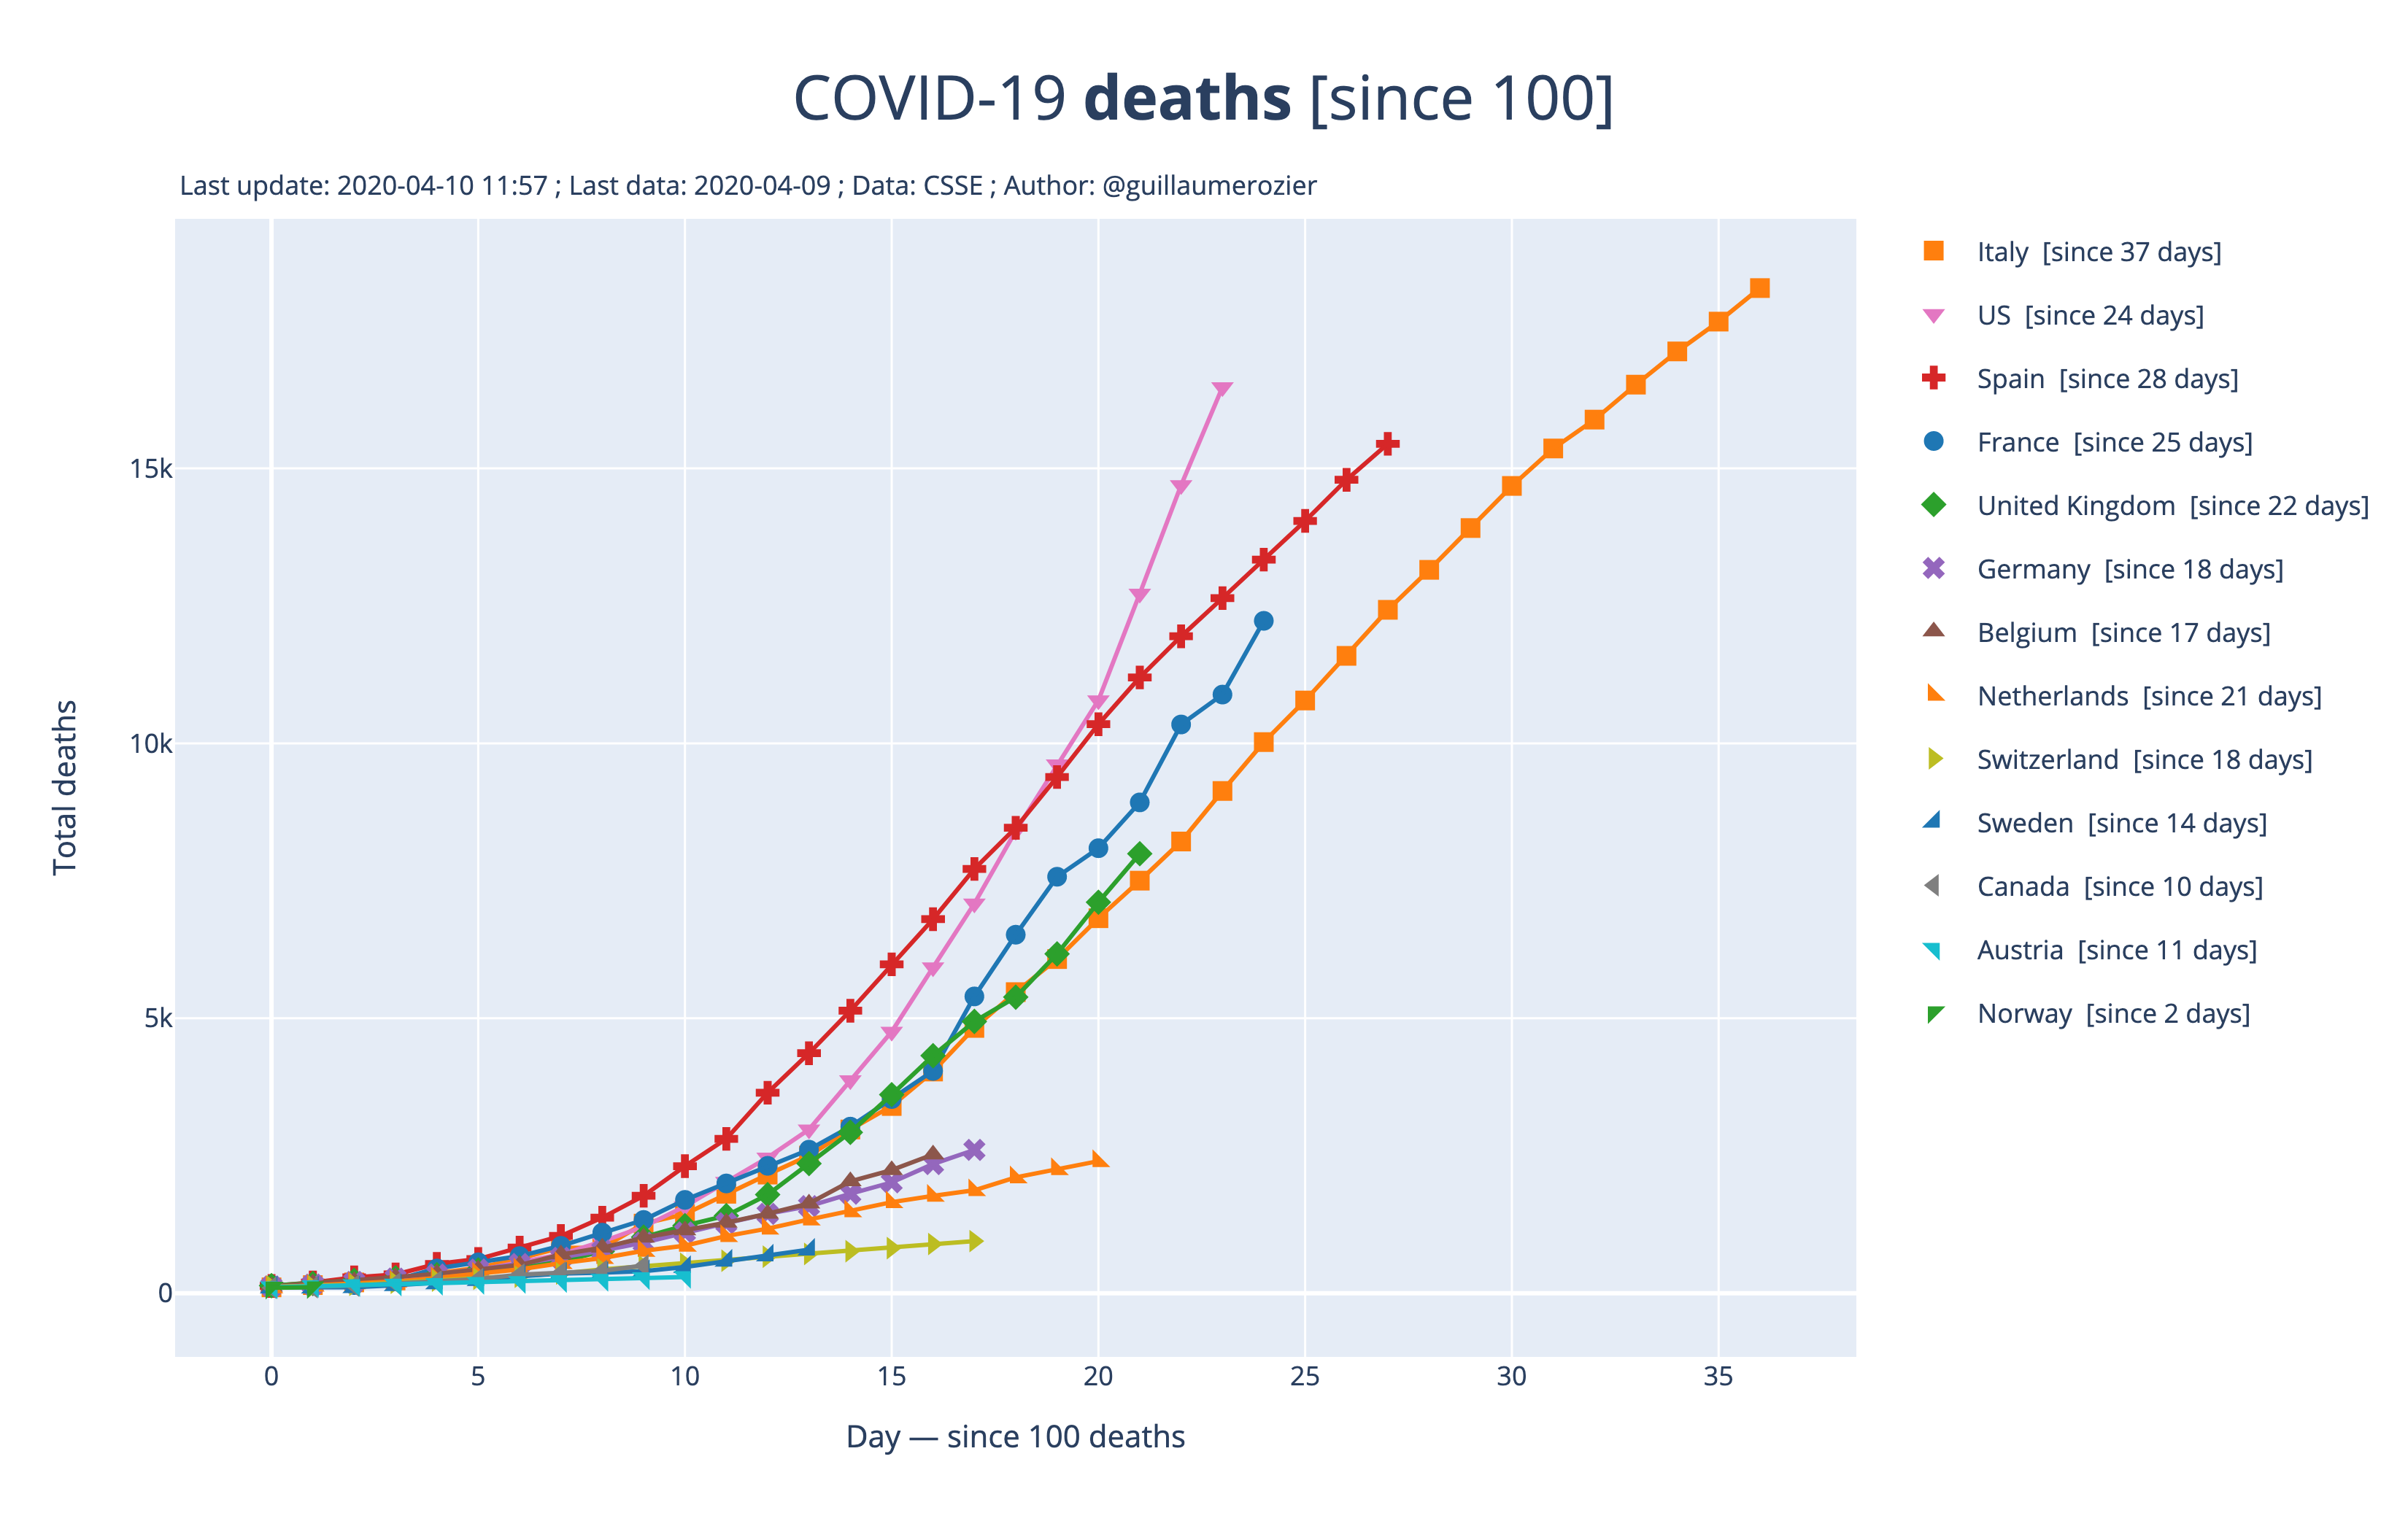 COVID-19 deaths [since 100]
Last update: 2020-04-10 11:57 ; Last data: 2020-04-09 ; Data: CSSE ; Author: @guillaumerozier
Italy [since 37 days]
US [since 24 days]
Spain [since 28 days]
France [since 25 days]
United Kingdom [since 22 days]
Germany [since 18 days]
Belgium [since 17 days]
Netherlands [since 21 days]
Switzerland [since 18 days]
Sweden [since 14 days]
Canada [since 10 days]
Austria [since 11 days]
Norway [since 2 days]
Total deaths
15k
10k
5k
0
0 5 10 15 20 25 30 35
Day — since 100 deaths